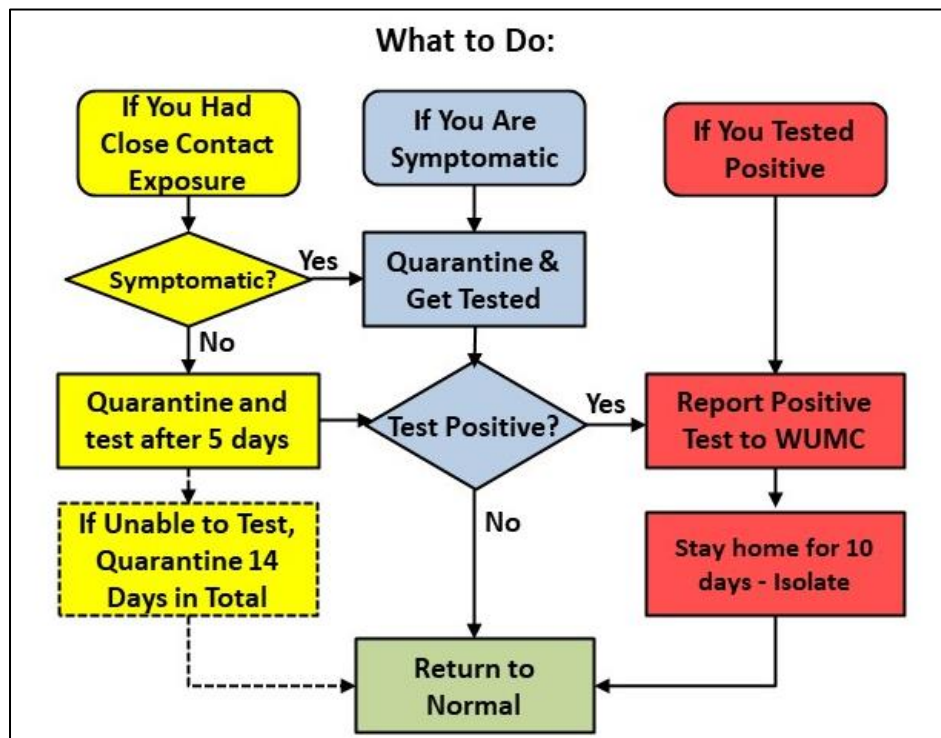 What to Do:
If You Had
Close Contact
Exposure
If You Are
Symptomatic
If You Tested
Positive
Symptomatic?
Yes
Quarantine &
Get Tested
No
Quarantine and
test after 5 days
Test Positive?
Yes
Report Positive
Test to WUMC
If Unable to Test,
Quarantine 14
Days in Total
No
Stay home for 10
days - Isolate
Return to
Normal